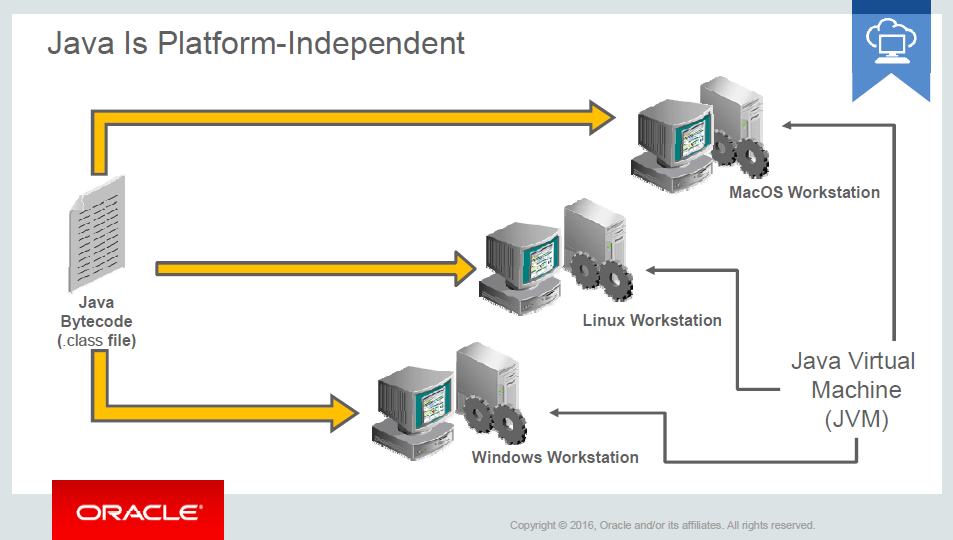 Java Is Platform-Independent
MacOS Workstation
Java
Bytecode
(.class file)
Linux Workstation
Java Virtual
Machine
(JVM)
Windows Workstation
ORACLE®
Copyright © 2016, Oracle and/or its affiliates. All rights reserved.